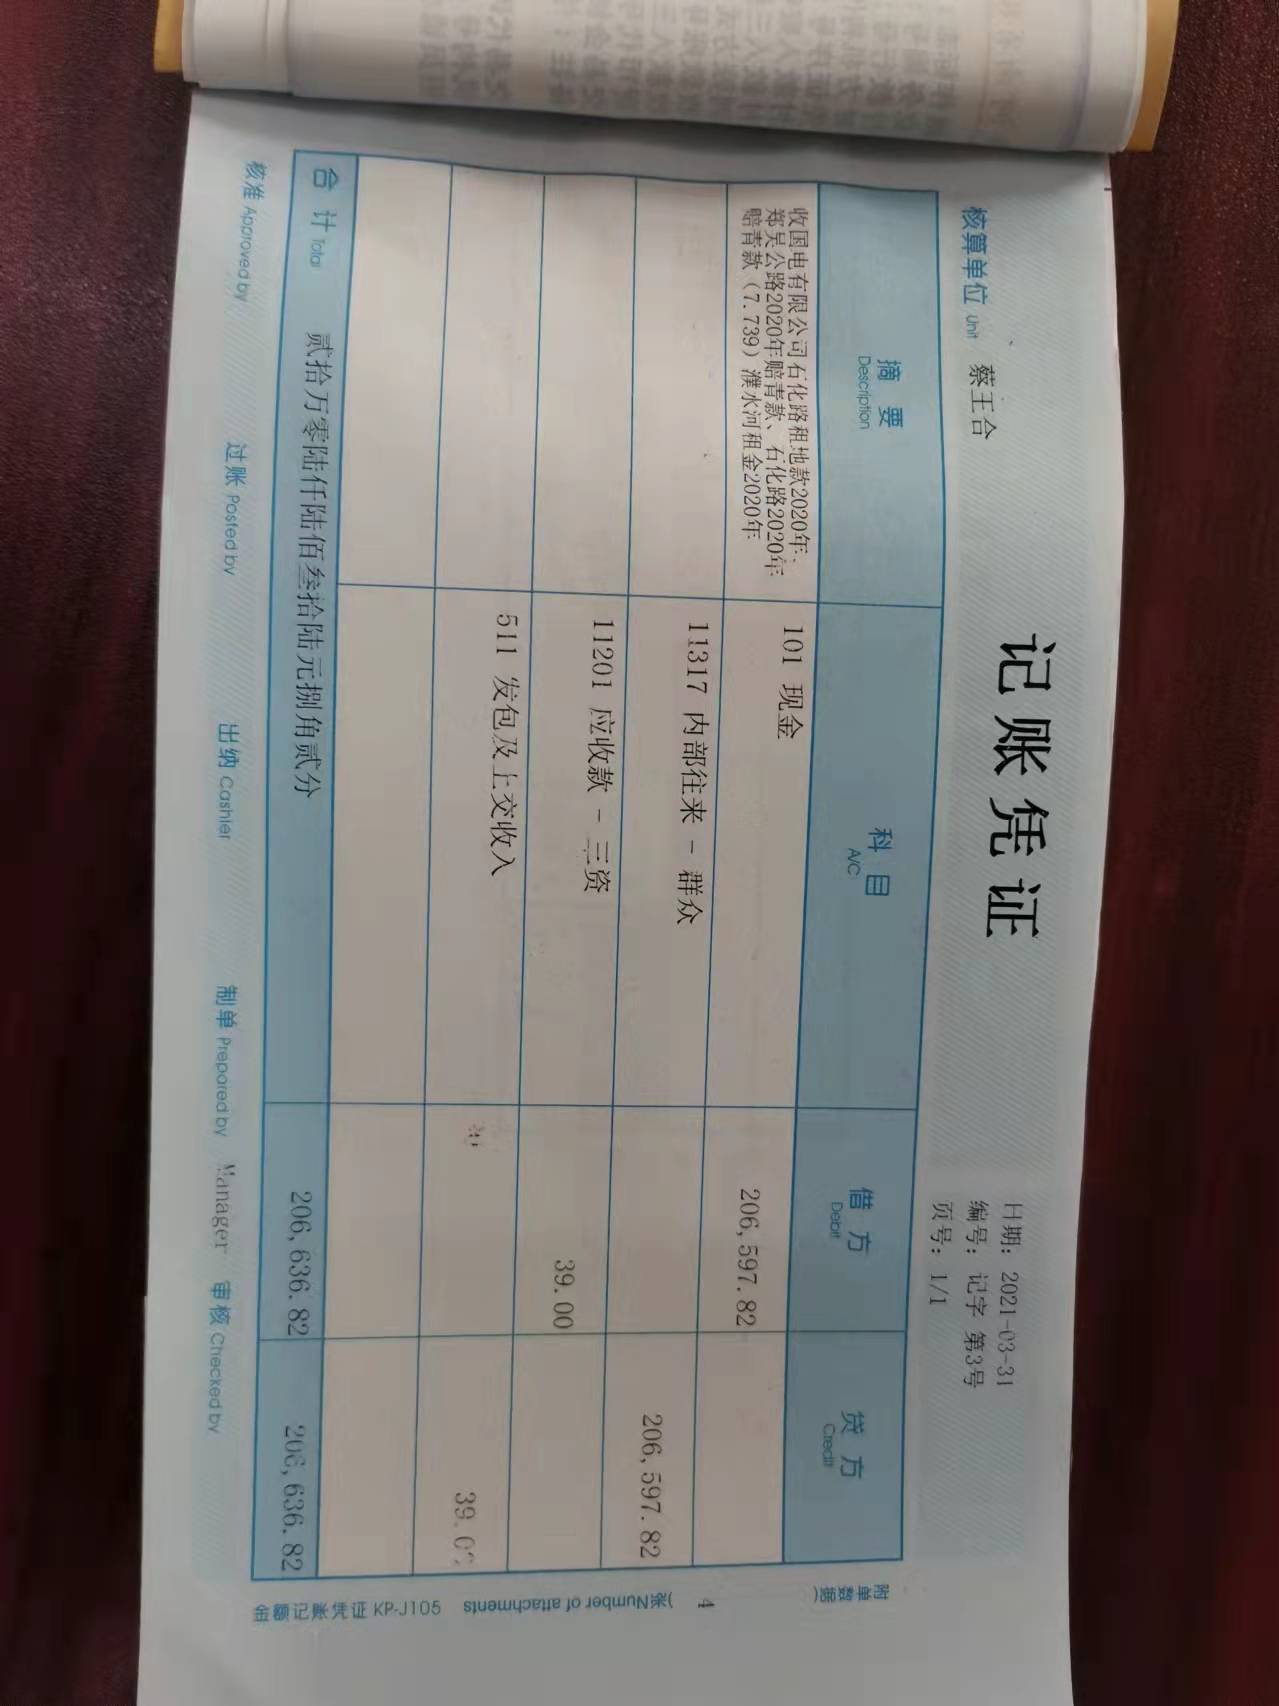 记账凭证
核算单位 Unit 蔡王合
日期: 2021-03-31
编号: 记字 第3号
页号: 1/1
摘要 Description 科目 A/C 借方 Debit 贷方 Credit
收国电有限公司石化路租地款2020年、
郑吴公路2020年赔青款、石化路2020年
赔青款（7.739）濮水河租金2020年
101 现金 206,597.82
11317 内部往来 - 群众 206,597.82
11201 应收款 - 三资 39.00
511 发包及上交收入 39.00
合计 Total 贰拾万零陆仟陆佰叁拾陆元捌角贰分 206,636.82 206,636.82
核准 Approved by 过账 Posted by 出纳 Cashier 制单 Prepared by Manager 审核 Checked by
附单数据( 4 )张 Number of attachments
金额记账凭证 KP-J105